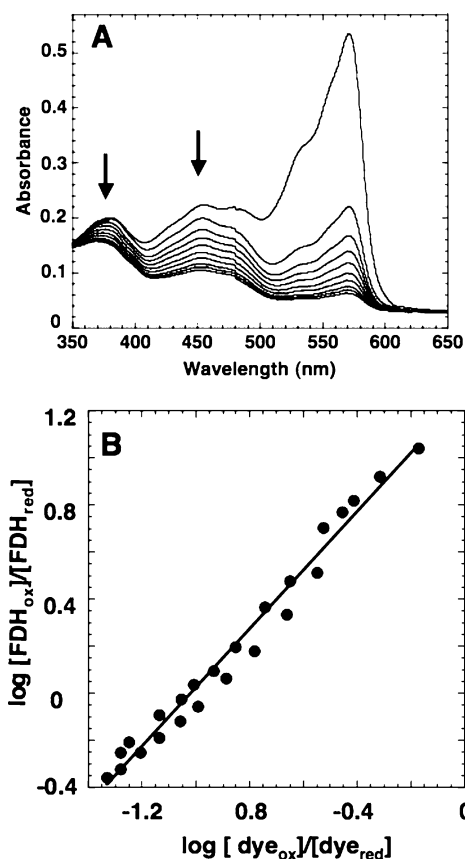 A
0.5
0.4
0.3
0.2
0.1
0
350 400 450 500 550 600 650
Absorbance
Wavelength (nm)
B
1.2
0.8
0.4
0
-0.4
-1.2 -0.8 -0.4 0
log [FDHox]/[FDHred]
log [ dyeox]/[dyered]